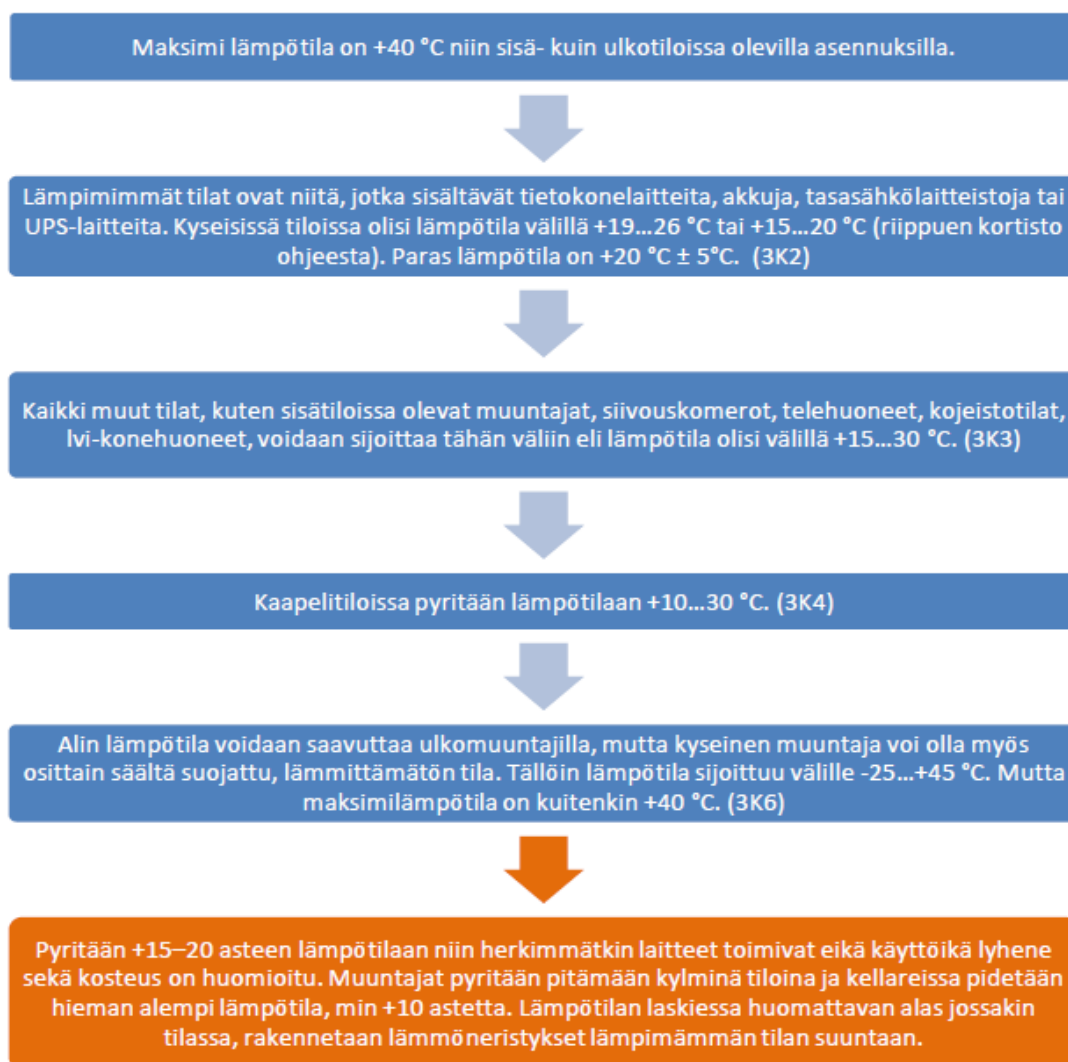 Maksimi lämpötila on +40 °C niin sisä- kuin ulkotiloissa olevilla asennuksilla.
Lämpimimmät tilat ovat niitä, jotka sisältävät tietokonelaitteita, akkuja, tasasähkölaitteistoja tai
UPS-laitteita. Kyseisissä tiloissa olisi lämpötila välillä +19...26 °C tai +15...20 °C (riippuen kortisto
ohjeesta). Paras lämpötila on +20 °C ± 5°C. (3K2)
Kaikki muut tilat, kuten sisätiloissa olevat muuntajat, siivouskomerot, telehuoneet, kojeistotilat,
lvi-konehuoneet, voidaan sijoittaa tähän väliin eli lämpötila olisi välillä +15...30 °C. (3K3)
Kaapelitiloissa pyritään lämpötilaan +10...30 °C. (3K4)
Alin lämpötila voidaan saavuttaa ulkomuuntajilla, mutta kyseinen muuntaja voi olla myös
osittain säältä suojattu, lämmittämätön tila. Tällöin lämpötila sijoittuu välille -25...+45 °C. Mutta
maksimilämpötila on kuitenkin +40 °C. (3K6)
Pyritään +15–20 asteen lämpötilaan niin herkimmätkin laitteet toimivat eikä käyttöikä lyhene
sekä kosteus on huomioitu. Muuntajat pyritään pitämään kylminä tiloina ja kellareissa pidetään
hieman alempi lämpötila, min +10 astetta. Lämpötilan laskiessa huomattavan alas jossakin
tilassa, rakennetaan lämmöneristykset lämpimämmän tilan suuntaan.